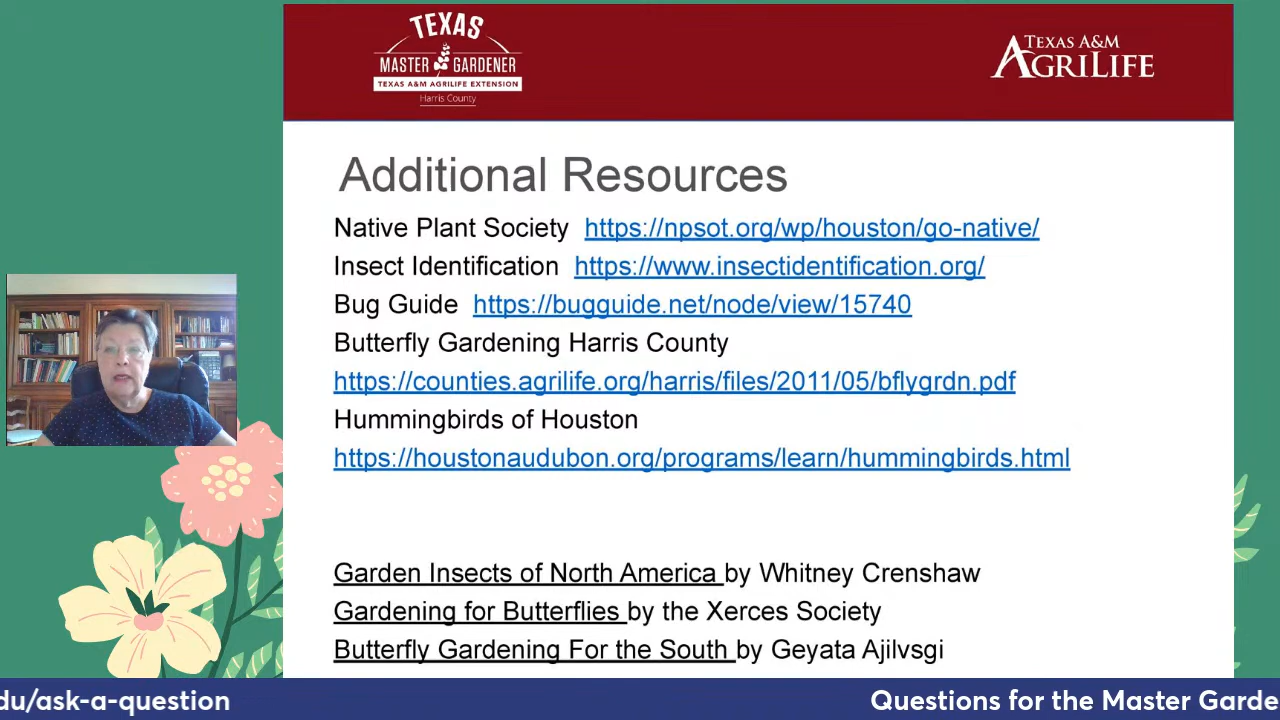 TEXAS
MASTER GARDENER
TEXAS A&M AGRILIFE EXTENSION
Harris County
TEXAS A&M
AGRILIFE
Additional Resources
Native Plant Society https://npsot.org/wp/houston/go-native/
Insect Identification https://www.insectidentification.org/
Bug Guide https://bugguide.net/node/view/15740
Butterfly Gardening Harris County
https://counties.agrilife.org/harris/files/2011/05/bflygrdn.pdf
Hummingbirds of Houston
https://houstonaudubon.org/programs/learn/hummingbirds.html
Garden Insects of North America by Whitney Crenshaw
Gardening for Butterflies by the Xerces Society
Butterfly Gardening For the South by Geyata Ajilvsgi
du/ask-a-question Questions for the Master Garde